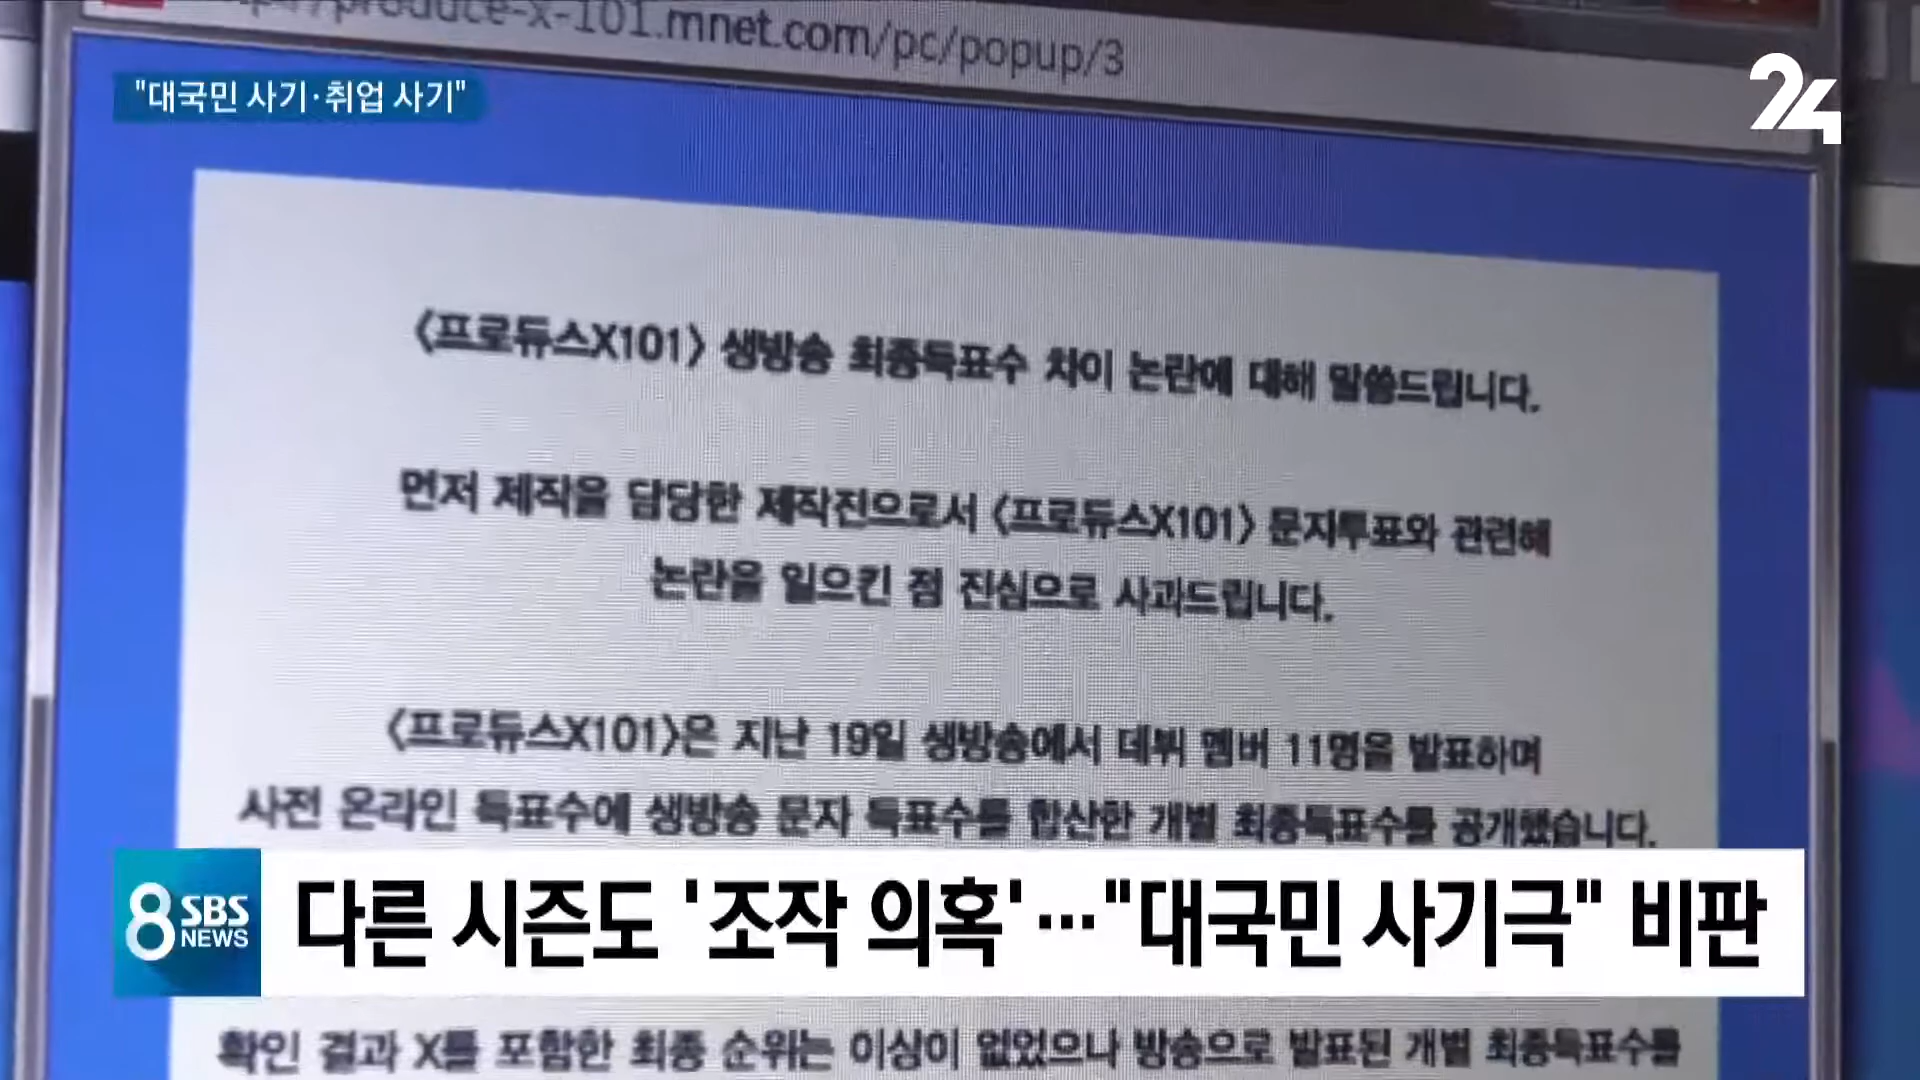 produce-x-101.mnet.com/pc/popup/3
"대국민 사기·취업 사기"
24
〈프로듀스X101〉 생방송 최종득표수 차이 논란에 대해 말씀드립니다.
먼저 제작을 담당한 제작진으로서 〈프로듀스X101〉 문자투표와 관련해
논란을 일으킨 점 진심으로 사과드립니다.
〈프로듀스X101〉은 지난 19일 생방송에서 데뷔 멤버 11명을 발표하며
사전 온라인 득표수에 생방송 문자 득표수를 합산한 개별 최종득표수를 공개했습니다.
8 SBS NEWS
다른 시즌도 '조작 의혹'…"대국민 사기극" 비판
확인 결과 X를 포함한 최종 순위는 이상이 없었으나 방송으로 발표된 개별 최종득표수를